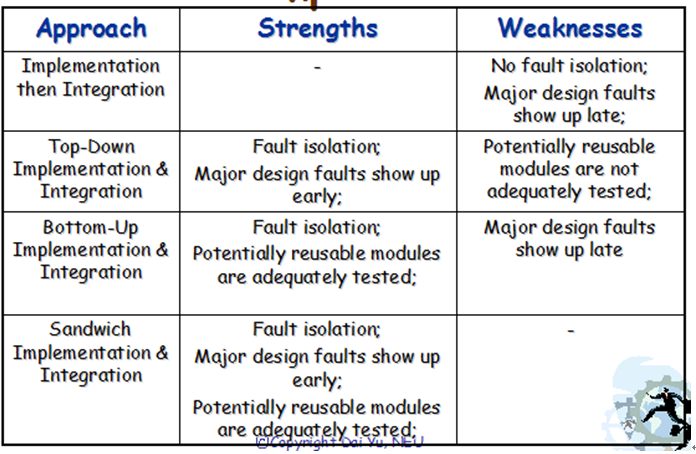 Approach
Strengths
Weaknesses
Implementation
then Integration
-
No fault isolation;
Major design faults
show up late;
Top-Down
Implementation &
Integration
Fault isolation;
Major design faults show up
early;
Potentially reusable
modules are not
adequately tested;
Bottom-Up
Implementation &
Integration
Fault isolation;
Potentially reusable modules
are adequately tested;
Major design faults
show up late
Sandwich
Implementation &
Integration
Fault isolation;
Major design faults show up
early;
Potentially reusable modules
are adequately tested;
-
©Copyright Dai Yu, NEU